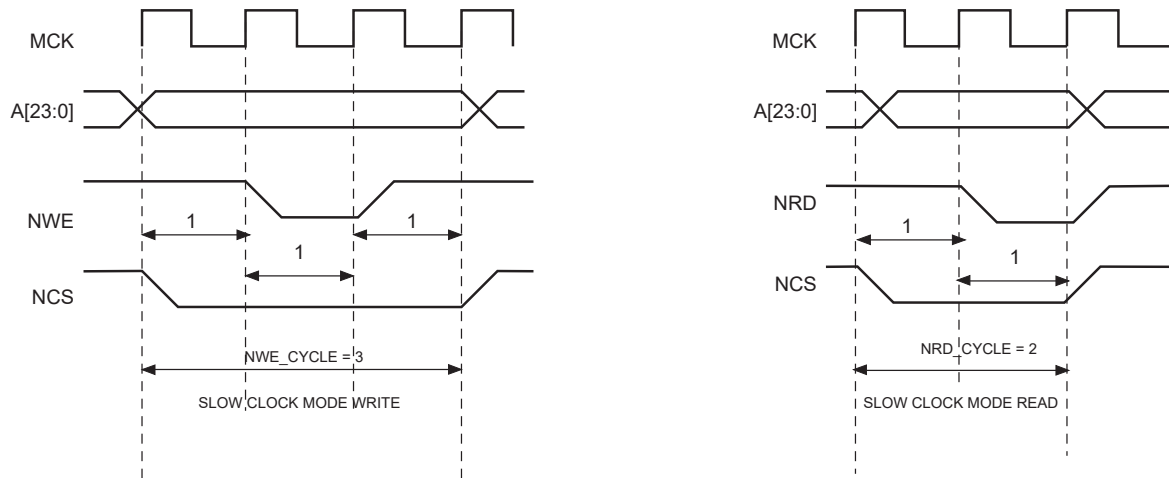 MCK
A[23:0]
NWE
1
1
1
NCS
NWE_CYCLE = 3
SLOW CLOCK MODE WRITE
MCK
A[23:0]
NRD
1
1
NCS
NRD_CYCLE = 2
SLOW CLOCK MODE READ